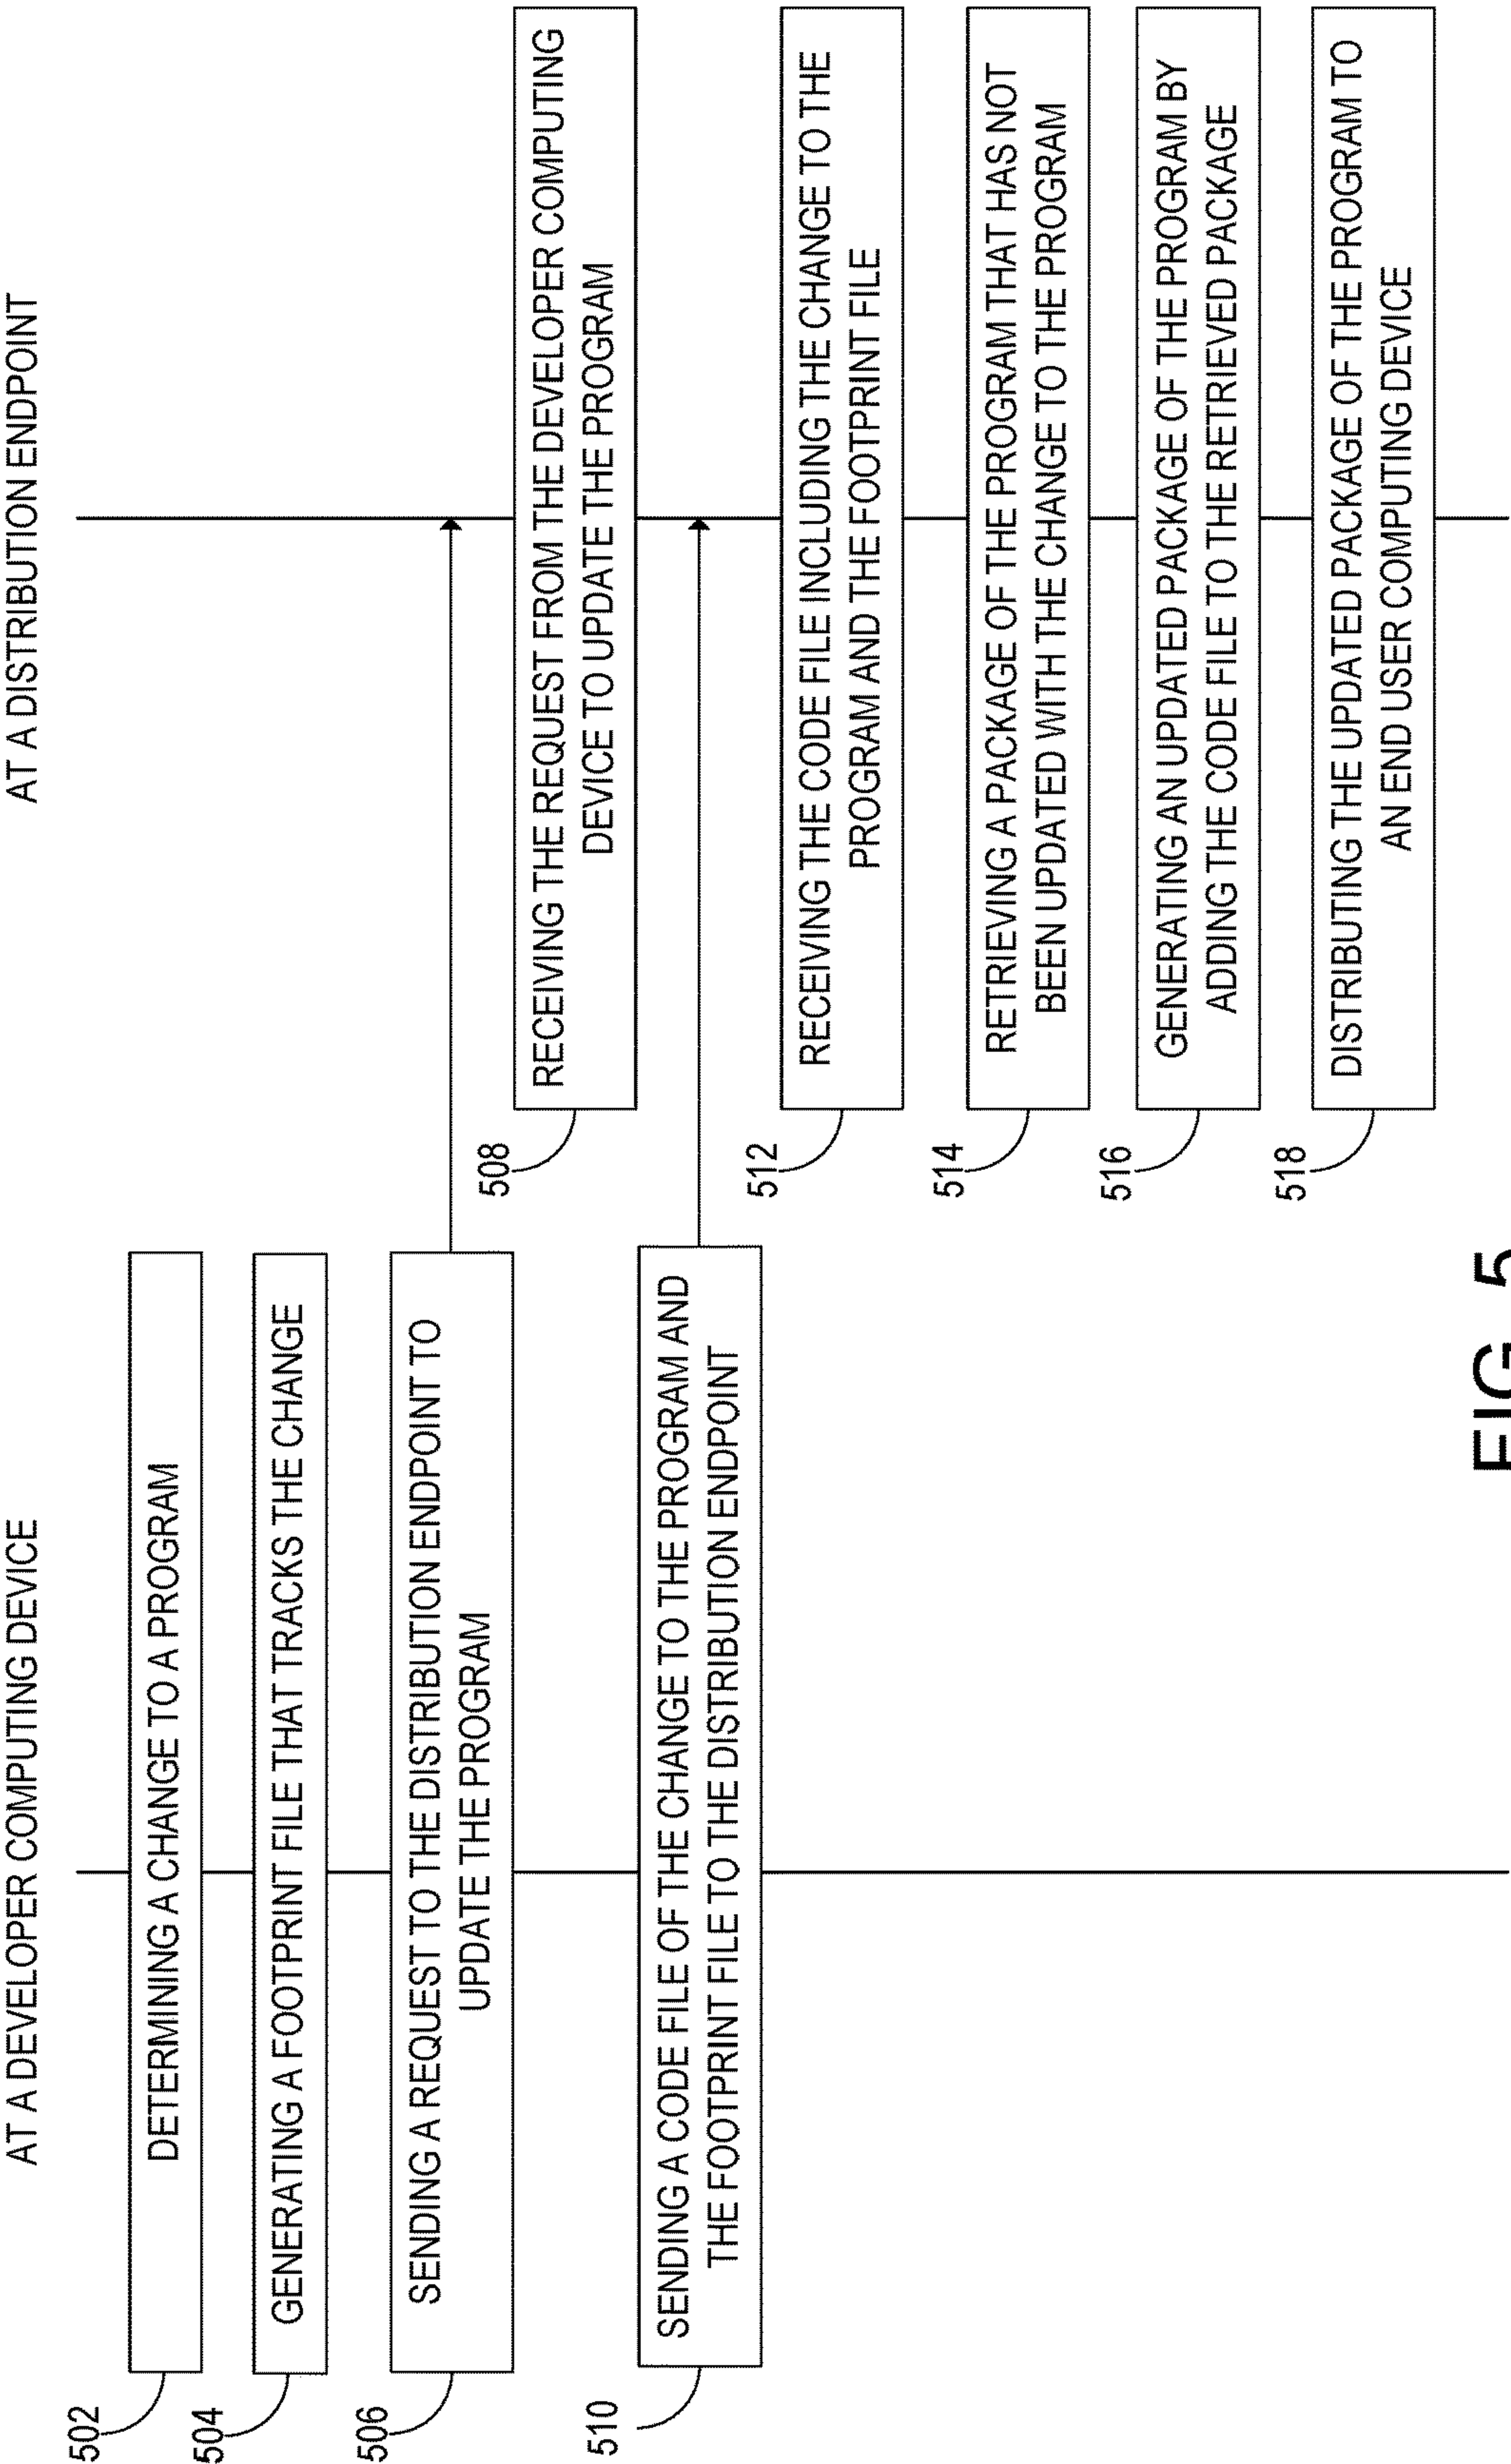 AT A DEVELOPER COMPUTING DEVICE
AT A DISTRIBUTION ENDPOINT
502
DETERMINING A CHANGE TO A PROGRAM
504
GENERATING A FOOTPRINT FILE THAT TRACKS THE CHANGE
506
SENDING A REQUEST TO THE DISTRIBUTION ENDPOINT TO
UPDATE THE PROGRAM
508
RECEIVING THE REQUEST FROM THE DEVELOPER COMPUTING
DEVICE TO UPDATE THE PROGRAM
510
SENDING A CODE FILE OF THE CHANGE TO THE PROGRAM AND
THE FOOTPRINT FILE TO THE DISTRIBUTION ENDPOINT
512
RECEIVING THE CODE FILE INCLUDING THE CHANGE TO THE
PROGRAM AND THE FOOTPRINT FILE
514
RETRIEVING A PACKAGE OF THE PROGRAM THAT HAS NOT
BEEN UPDATED WITH THE CHANGE TO THE PROGRAM
516
GENERATING AN UPDATED PACKAGE OF THE PROGRAM BY
ADDING THE CODE FILE TO THE RETRIEVED PACKAGE
518
DISTRIBUTING THE UPDATED PACKAGE OF THE PROGRAM TO
AN END USER COMPUTING DEVICE
FIG. 5